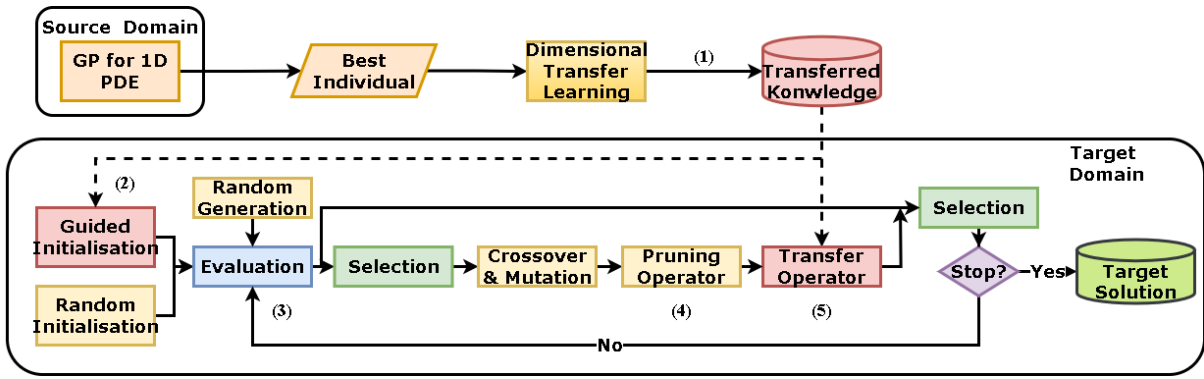 Source Domain
GP for 1D
PDE
Best
Individual
Dimensional
Transfer
Learning
(1)
Transferred
Konwledge
Target
Domain
(2)
Guided
Initialisation
Random
Initialisation
Random
Generation
Evaluation
(3)
Selection
Crossover
& Mutation
Pruning
Operator
(4)
Transfer
Operator
(5)
Selection
Stop?
Yes
Target
Solution
No